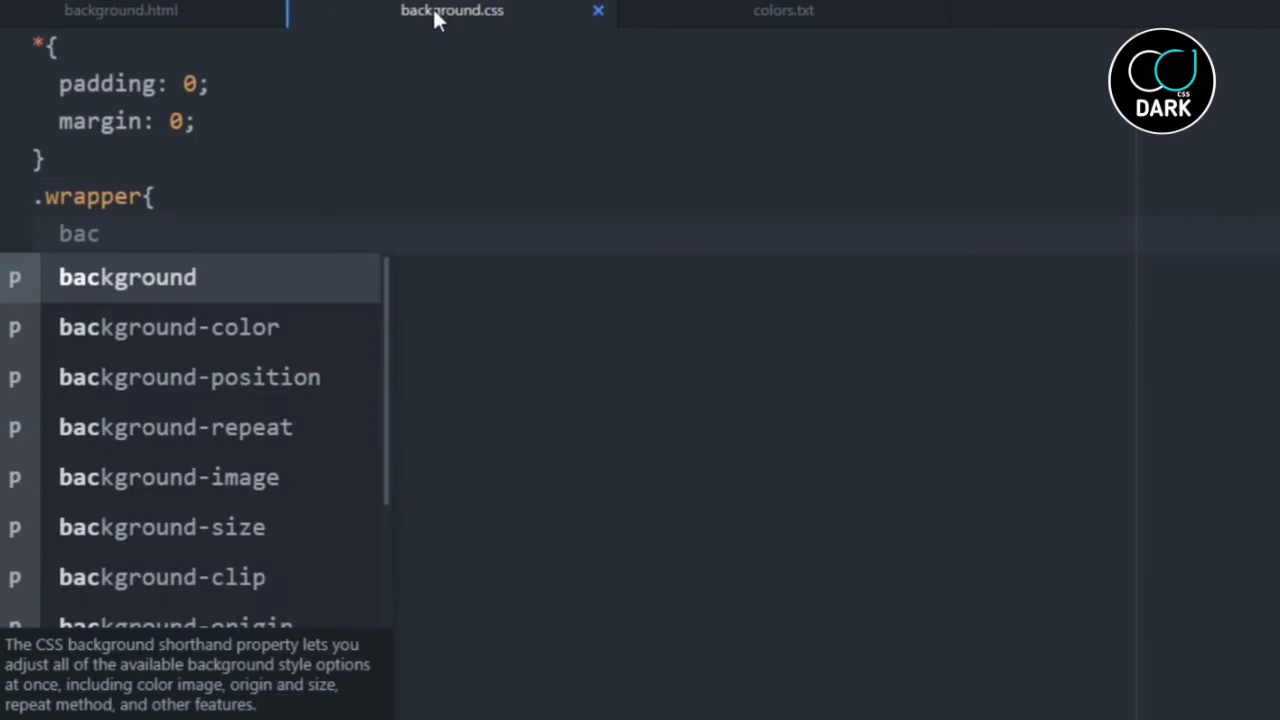 background.html
background.css
colors.txt
*{
padding: 0;
margin: 0;
}
.wrapper{
bac
p background
p background-color
p background-position
p background-repeat
p background-image
p background-size
p background-clip
p background-origin
The CSS background shorthand property lets you
adjust all of the available background style options
at once, including color image, origin and size,
repeat method, and other features.
css
DARK